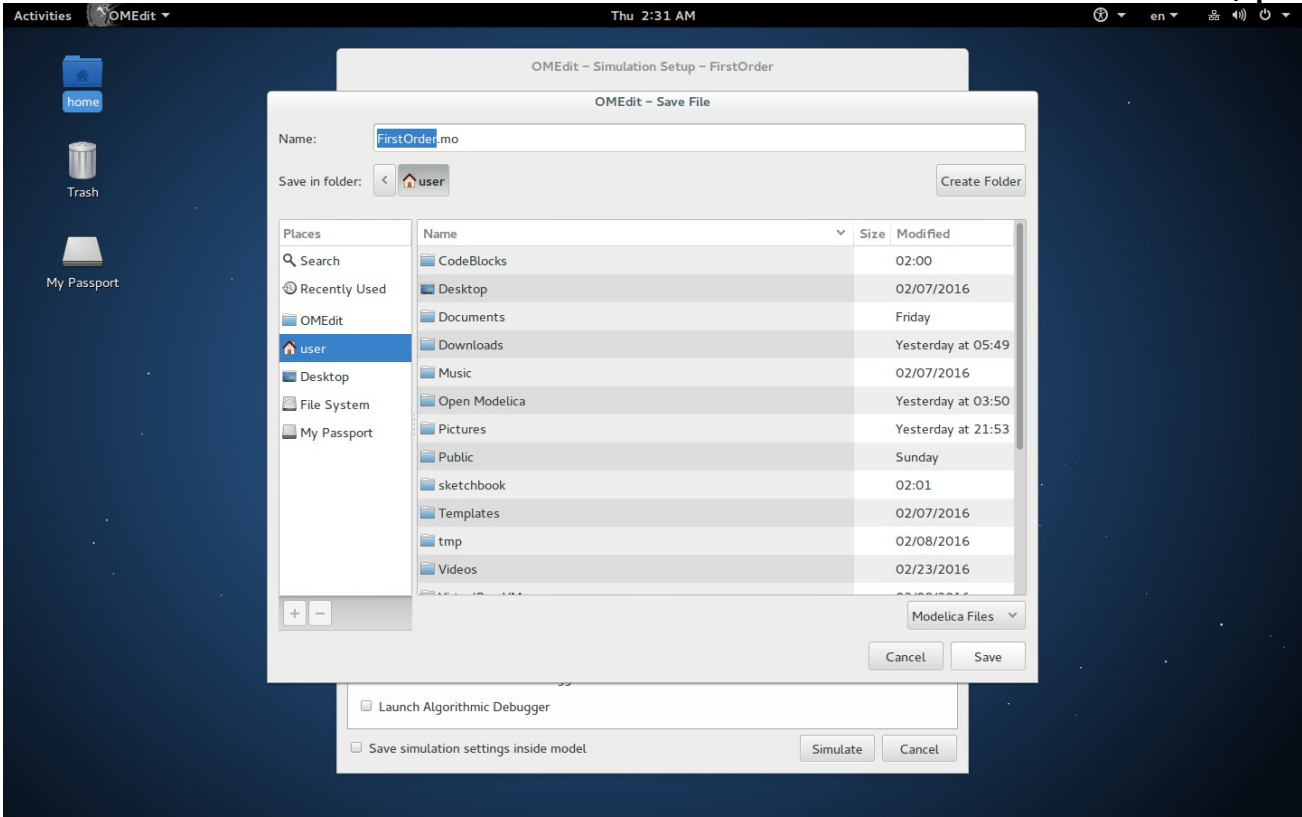 Activities OMEdit Thu 2:31 AM en
OMEdit – Simulation Setup – FirstOrder
home
OMEdit – Save File
Name: FirstOrder.mo
Save in folder: user Create Folder
Trash
Places Name Size Modified
Search CodeBlocks 02:00
My Passport
Recently Used Desktop 02/07/2016
OMEdit Documents Friday
user Downloads Yesterday at 05:49
Desktop Music 02/07/2016
File System Open Modelica Yesterday at 03:50
My Passport Pictures Yesterday at 21:53
Public Sunday
sketchbook 02:01
Templates 02/07/2016
tmp 02/08/2016
Videos 02/23/2016
+ −
Modelica Files
Cancel Save
Launch Algorithmic Debugger
Save simulation settings inside model Simulate Cancel